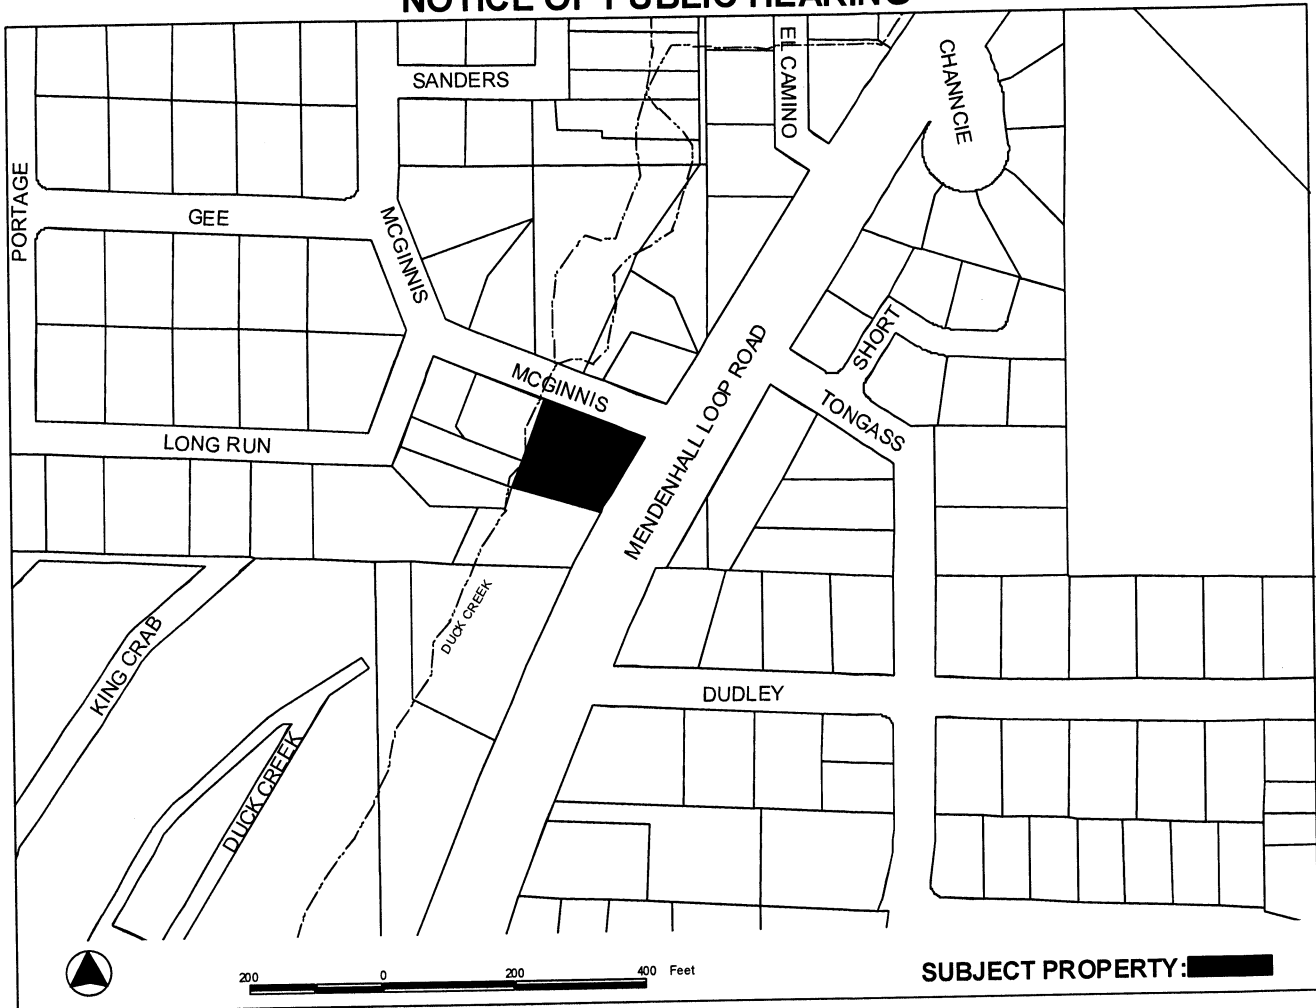 NOTICE OF PUBLIC HEARING
SANDERS
EL CAMINO
CHANNCIE
PORTAGE
GEE
MCGINNIS
SHORT
MCGINNIS
MENDENHALL LOOP ROAD
TONGASS
LONG RUN
DUCK CREEK
KING CRAB
DUDLEY
DUCK CREEK
200 0 200 400 Feet
SUBJECT PROPERTY: